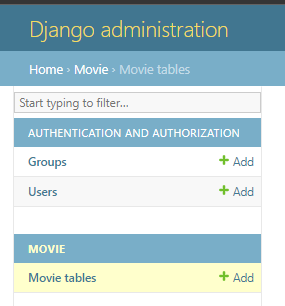 Django administration
Home › Movie › Movie tables
Start typing to filter...
AUTHENTICATION AND AUTHORIZATION
Groups + Add
Users + Add
MOVIE
Movie tables + Add